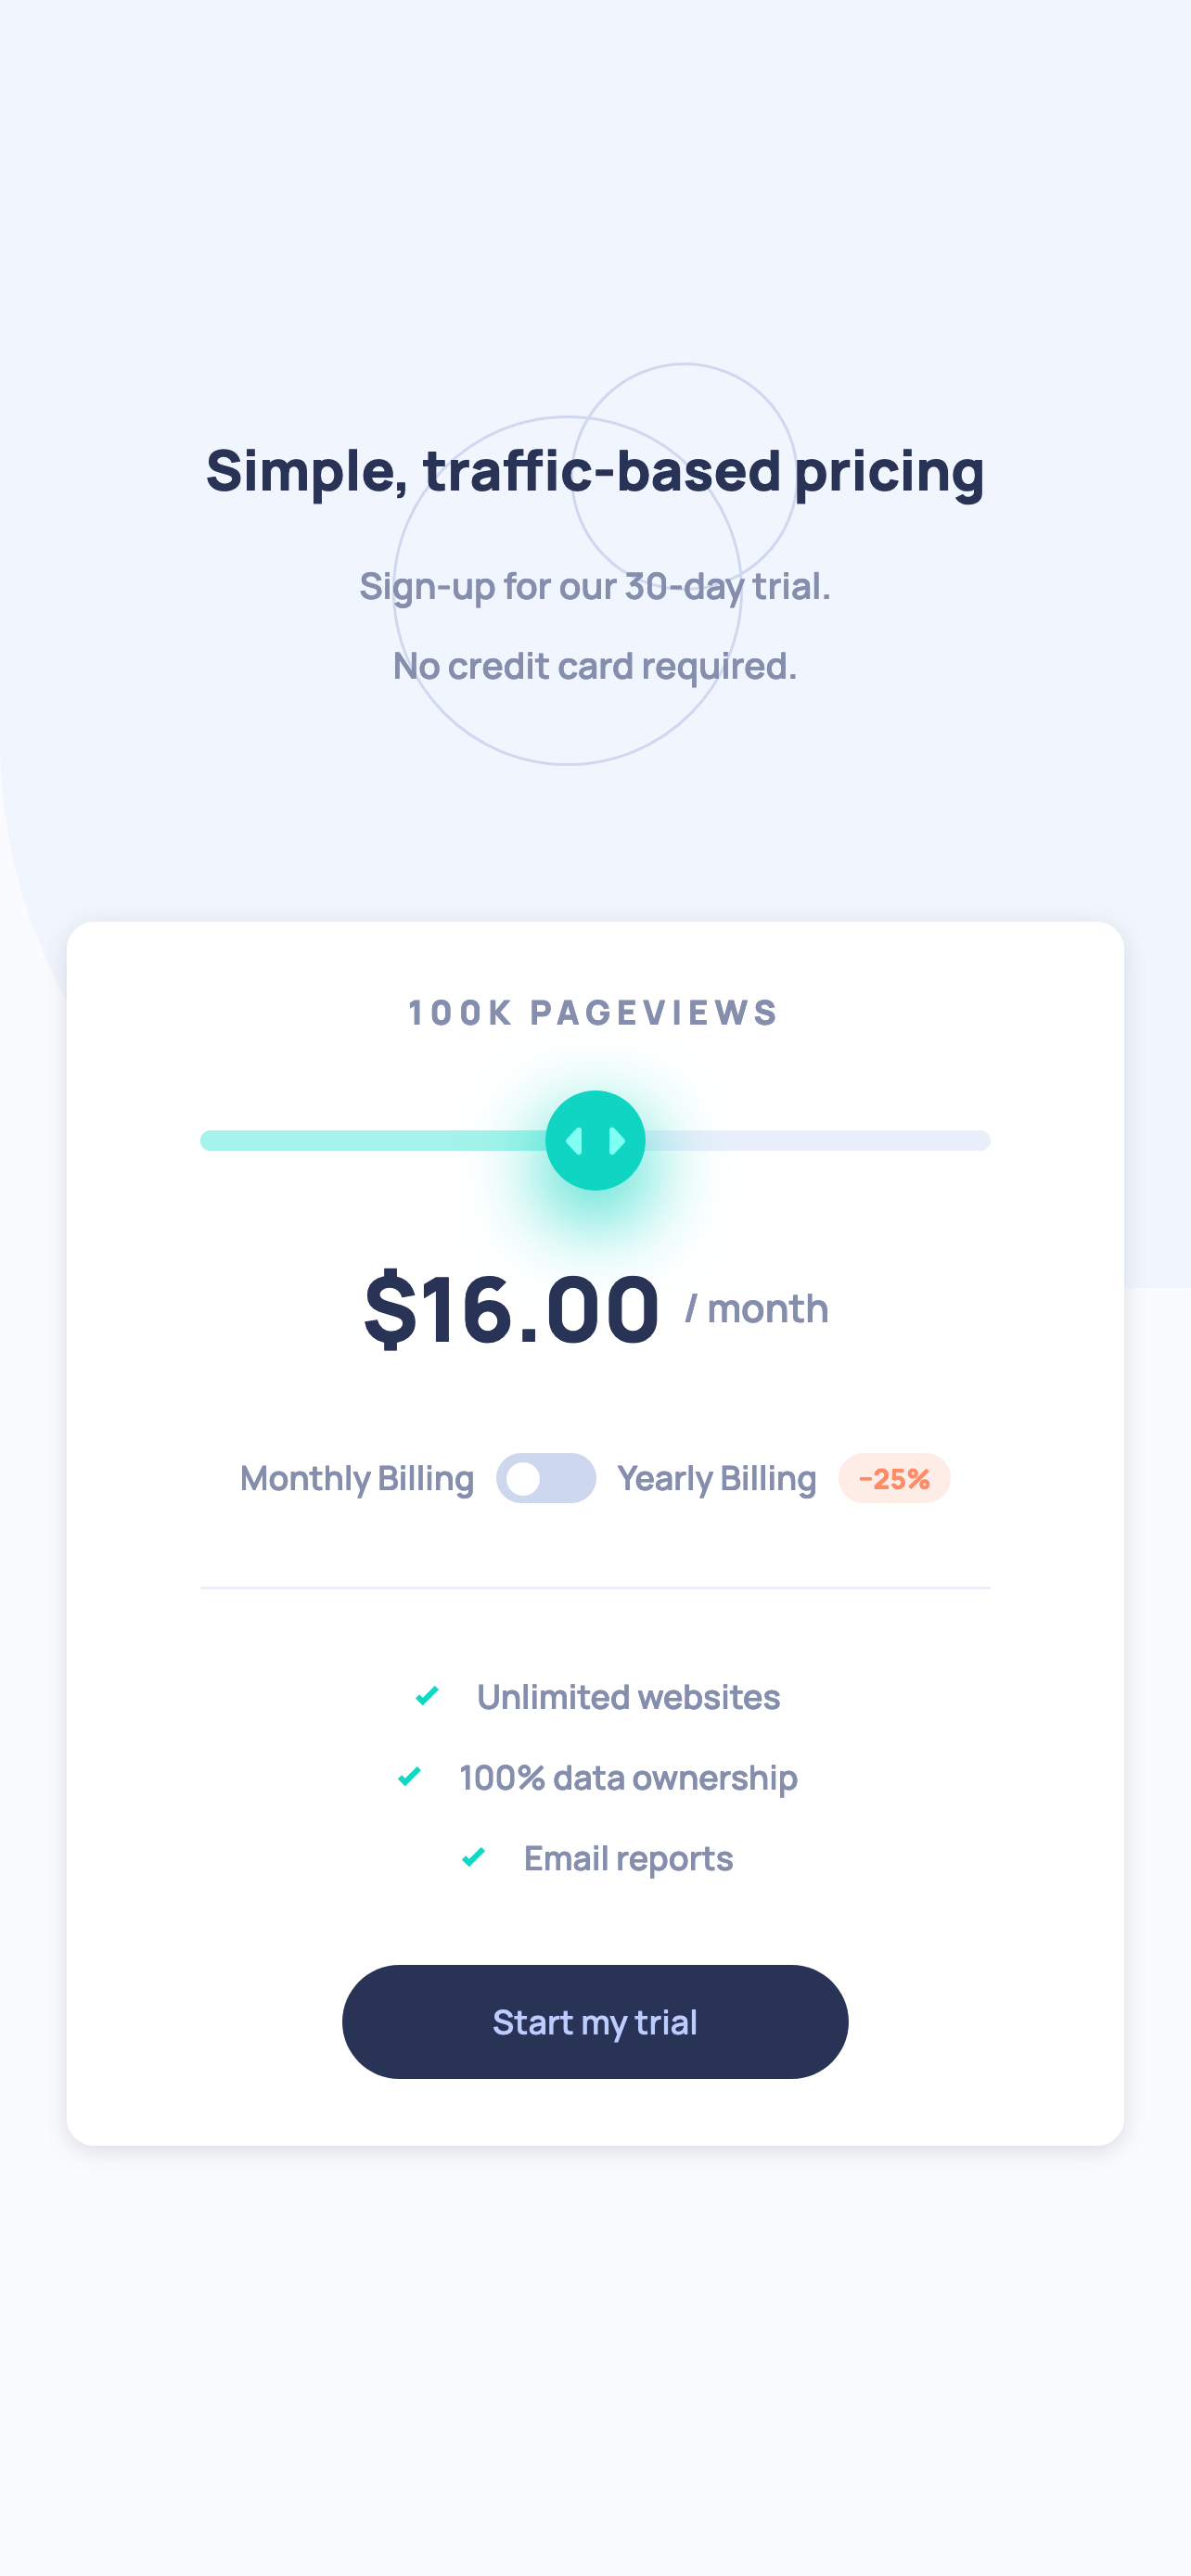 Simple, traffic-based pricing
Sign-up for our 30-day trial.
No credit card required.
100K PAGEVIEWS
$16.00 / month
Monthly Billing Yearly Billing -25%
Unlimited websites
100% data ownership
Email reports
Start my trial